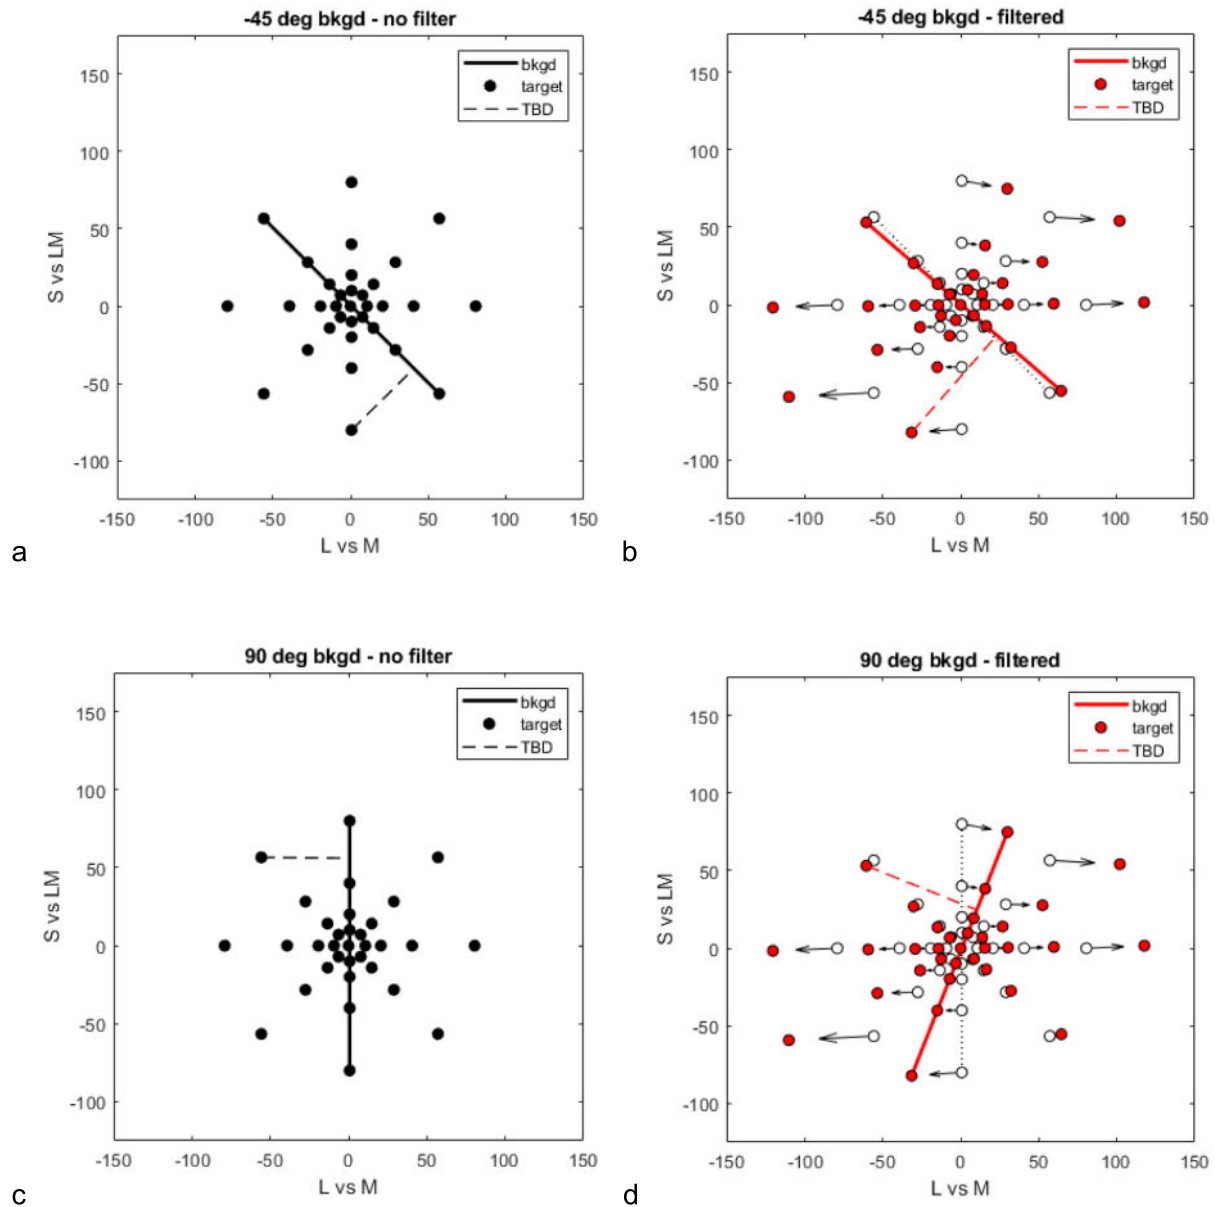 -45 deg bkgd - no filter
150
100
50
0
-50
-100
-150
-100
-50
0
50
100
150
S vs LM
L vs M
bkgd
target
TBD
a
-45 deg bkgd - filtered
150
100
50
0
-50
-100
-150
-100
-50
0
50
100
150
S vs LM
L vs M
bkgd
target
TBD
b
90 deg bkgd - no filter
150
100
50
0
-50
-100
-150
-100
-50
0
50
100
150
S vs LM
L vs M
bkgd
target
TBD
c
90 deg bkgd - filtered
150
100
50
0
-50
-100
-150
-100
-50
0
50
100
150
S vs LM
L vs M
bkgd
target
TBD
d